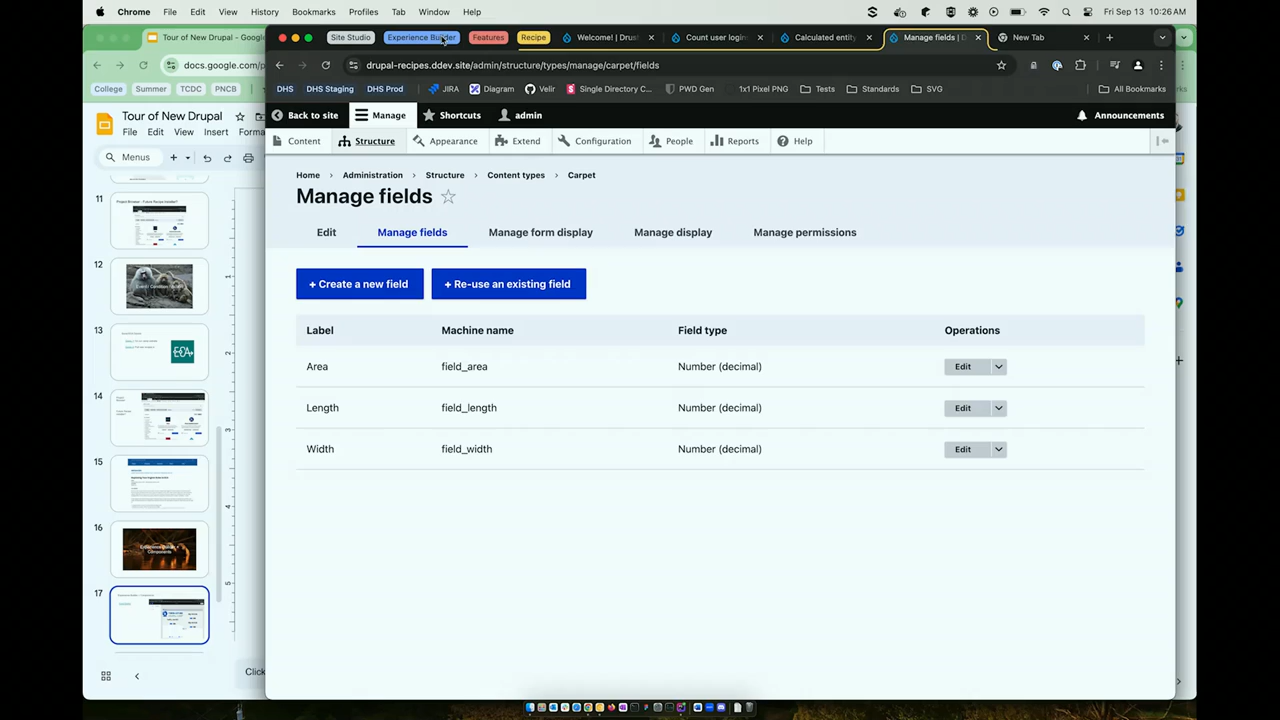 Chrome File Edit View History Bookmarks Profiles Tab Window Help
Fri Sep 13 10:26 AM
Tour of New Drupal - Google
docs.google.com/p
College Summer TCDC PNCB
Tour of New Drupal
File Edit View Insert Forma
Menus
11
12
13
14
15
16
17
Click
Site Studio Experience Builder Features Recipe Welcome! | Drus Count user login Calculated entity Manage fields | D New Tab
drupal-recipes.ddev.site/admin/structure/types/manage/carpet/fields
DHS DHS Staging DHS Prod JIRA Diagram Velir Single Directory C... PWD Gen 1x1 Pixel PNG Tests Standards SVG All Bookmarks
Back to site Manage Shortcuts admin Announcements
Content Structure Appearance Extend Configuration People Reports Help
Home › Administration › Structure › Content types › Carpet
Manage fields
Edit Manage fields Manage form display Manage display Manage permissions
+ Create a new field + Re-use an existing field
Label Machine name Field type Operations
Area field_area Number (decimal) Edit
Length field_length Number (decimal) Edit
Width field_width Number (decimal) Edit